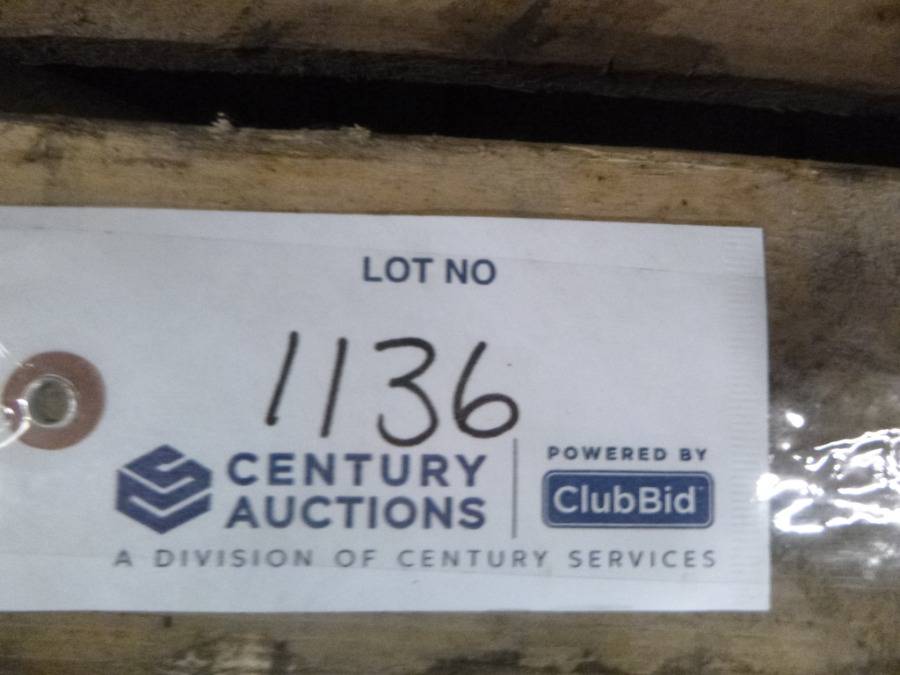 LOT NO
1136
CENTURY
AUCTIONS
POWERED BY
ClubBid
A DIVISION OF CENTURY SERVICES